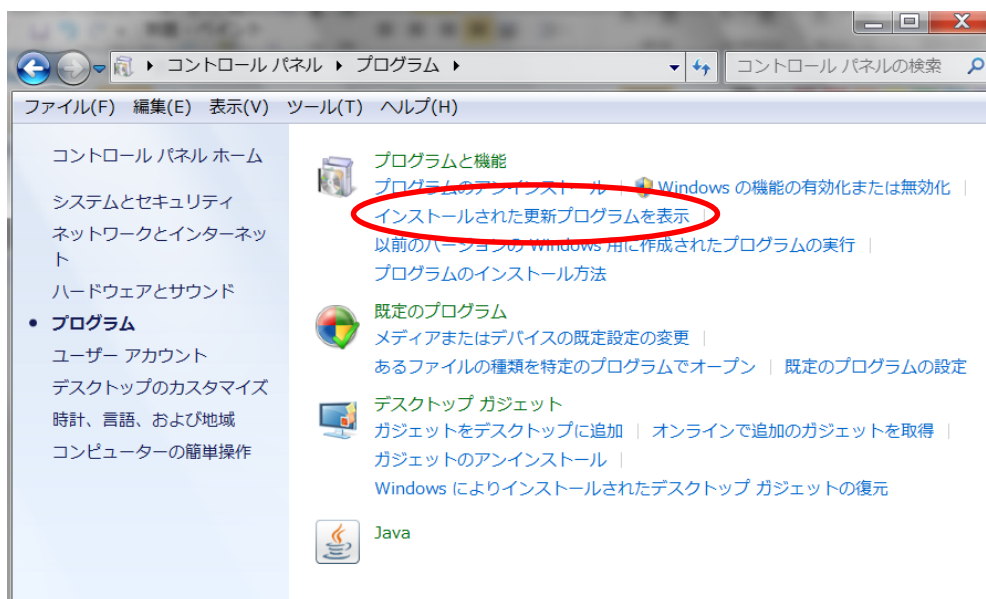 コントロール パネル ▸ プログラム ▸
コントロール パネルの検索
ファイル(F) 編集(E) 表示(V) ツール(T) ヘルプ(H)
コントロール パネル ホーム
システムとセキュリティ
ネットワークとインターネッ
ト
ハードウェアとサウンド
• プログラム
ユーザー アカウント
デスクトップのカスタマイズ
時計、言語、および地域
コンピューターの簡単操作
プログラムと機能
プログラムのアンインストール | Windows の機能の有効化または無効化 |
インストールされた更新プログラムを表示 |
以前のバージョンの Windows 用に作成されたプログラムの実行 |
プログラムのインストール方法
既定のプログラム
メディアまたはデバイスの既定設定の変更 |
あるファイルの種類を特定のプログラムでオープン | 既定のプログラムの設定
デスクトップ ガジェット
ガジェットをデスクトップに追加 | オンラインで追加のガジェットを取得 |
ガジェットのアンインストール |
Windows によりインストールされたデスクトップ ガジェットの復元
Java